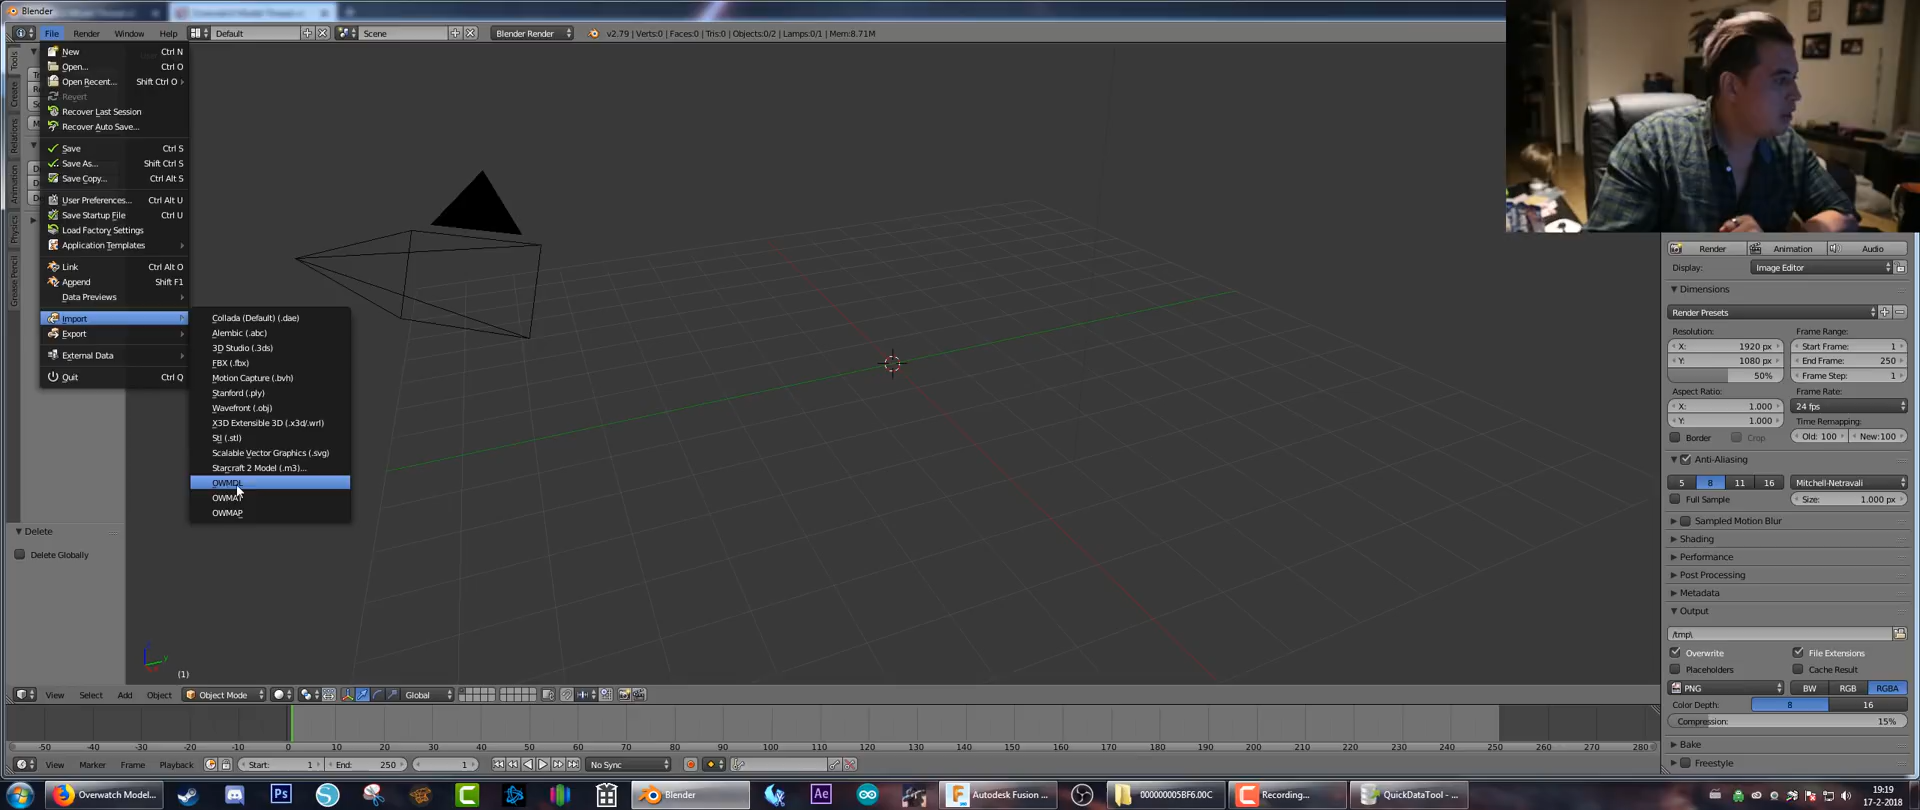 Blender
File Render Window Help Default Scene Blender Render v2.79 | Verts:0 | Faces:0 | Tris:0 | Objects:0/2 | Lamps:0/1 | Mem:8.71M
New Ctrl N
Open... Ctrl O
Open Recent... Shift Ctrl O
Revert
Recover Last Session
Recover Auto Save...
Save Ctrl S
Save As... Shift Ctrl S
Save Copy... Ctrl Alt S
User Preferences... Ctrl Alt U
Save Startup File Ctrl U
Load Factory Settings
Application Templates
Link Ctrl Alt O
Append Shift F1
Data Previews
Import
Export
External Data
Quit Ctrl Q
Collada (Default) (.dae)
Alembic (.abc)
3D Studio (.3ds)
FBX (.fbx)
Motion Capture (.bvh)
Stanford (.ply)
Wavefront (.obj)
X3D Extensible 3D (.x3d/.wrl)
Stl (.stl)
Scalable Vector Graphics (.svg)
Starcraft 2 Model (.m3)...
OWMDL
OWMAT
OWMAP
Tools
Create
Relations
Animation
Physics
Grease Pencil
Delete
Delete Globally
(1)
View Select Add Object Object Mode Global
-50 -40 -30 -20 -10 0 10 20 30 40 50 60 70 80 90 100 110 120 130 140 150 160 170 180 190 200 210 220 230 240 250 260 270 280
View Marker Frame Playback Start: 1 End: 250 1 No Sync
Render Animation Audio
Display: Image Editor
Dimensions
Render Presets
Resolution: Frame Range:
X: 1920 px Start Frame: 1
Y: 1080 px End Frame: 250
50% Frame Step: 1
Aspect Ratio: Frame Rate:
X: 1.000 24 fps
Y: 1.000 Time Remapping:
Border Crop Old: 100 New:100
Anti-Aliasing
5 8 11 16 Mitchell-Netravali
Full Sample Size: 1.000 px
Sampled Motion Blur
Shading
Performance
Post Processing
Metadata
Output
/tmp\
Overwrite File Extensions
Placeholders Cache Result
PNG BW RGB RGBA
Color Depth: 8 16
Compression: 15%
Bake
Freestyle
Overwatch Model... Ps Blender Ae Autodesk Fusion ... 000000005BF6.00C Recording... QuickDataTool - ... 19:19
17-2-2018